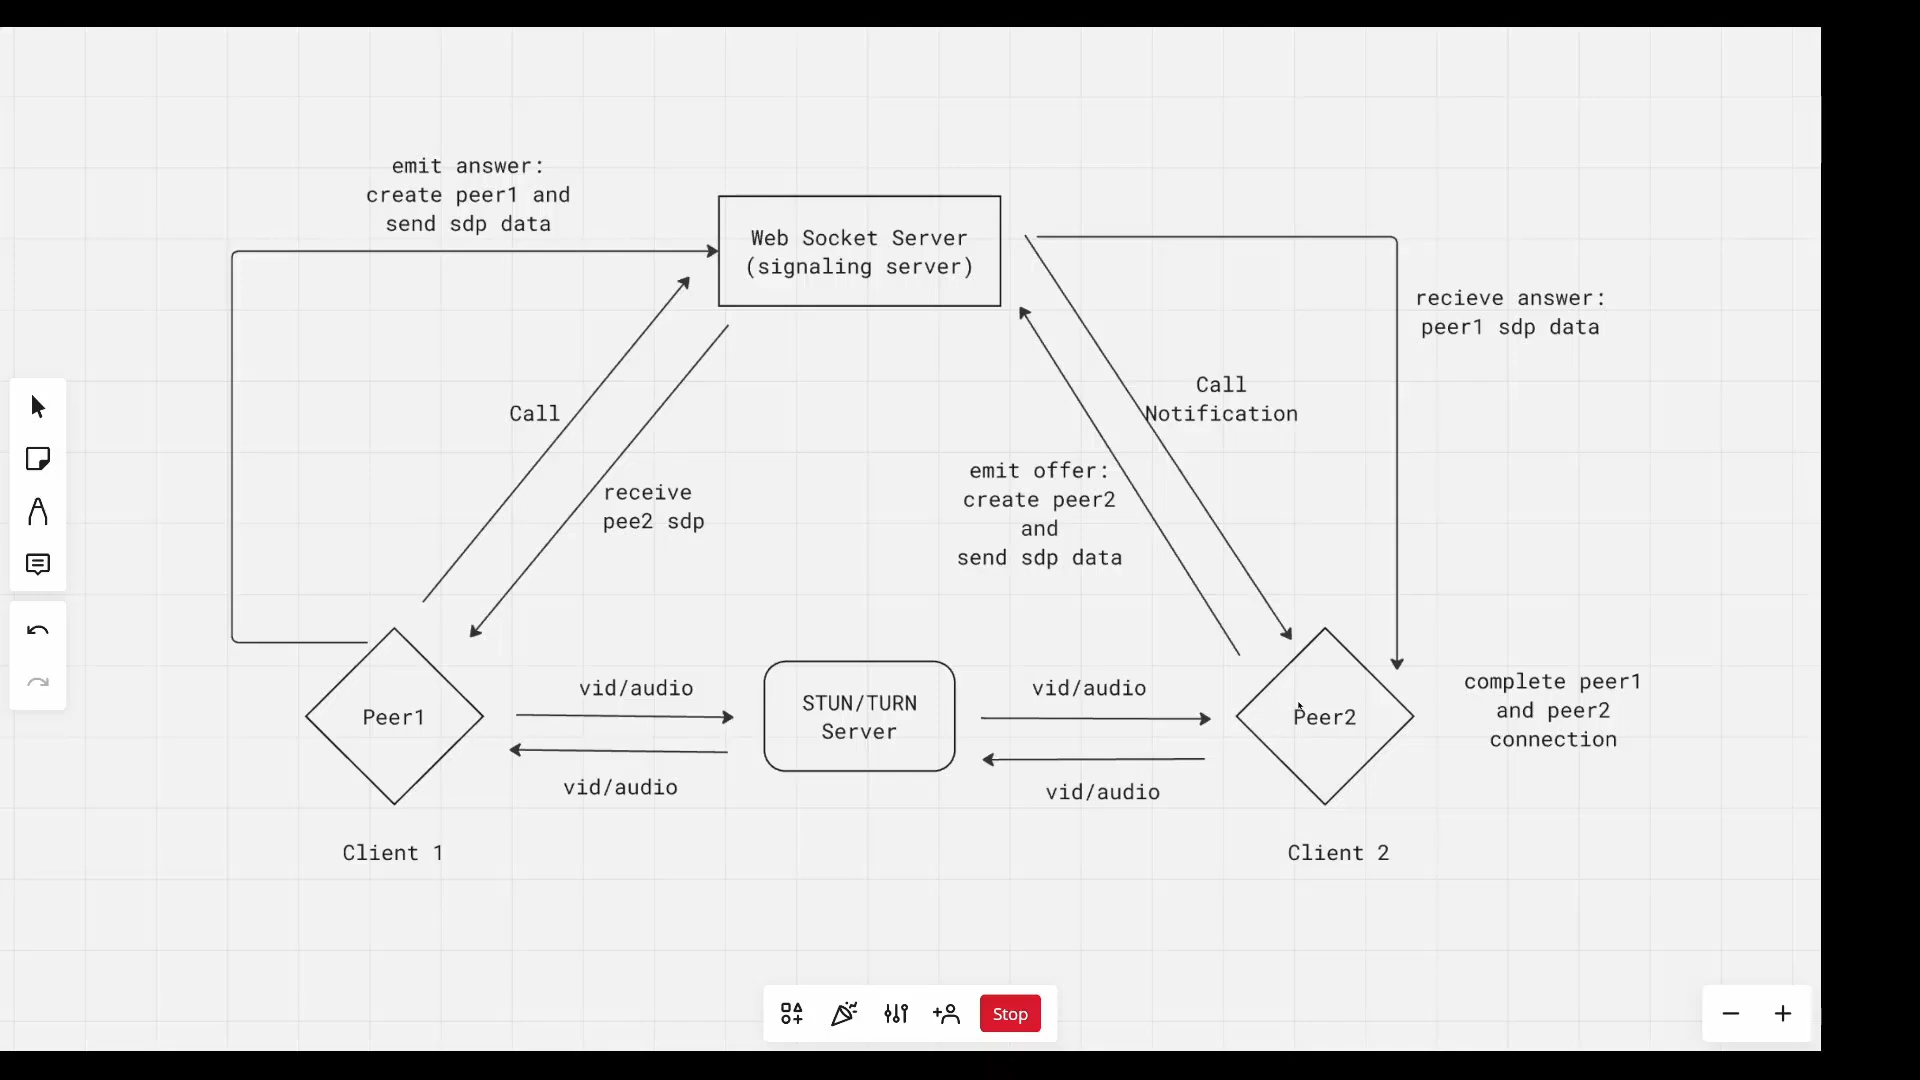 emit answer:
create peer1 and
send sdp data
Web Socket Server
(signaling server)
recieve answer:
peer1 sdp data
Call
Call
Notification
receive
pee2 sdp
emit offer:
create peer2
and
send sdp data
vid/audio
STUN/TURN
Server
vid/audio
Peer1
Peer2
complete peer1
and peer2
connection
vid/audio
vid/audio
Client 1
Client 2
Stop